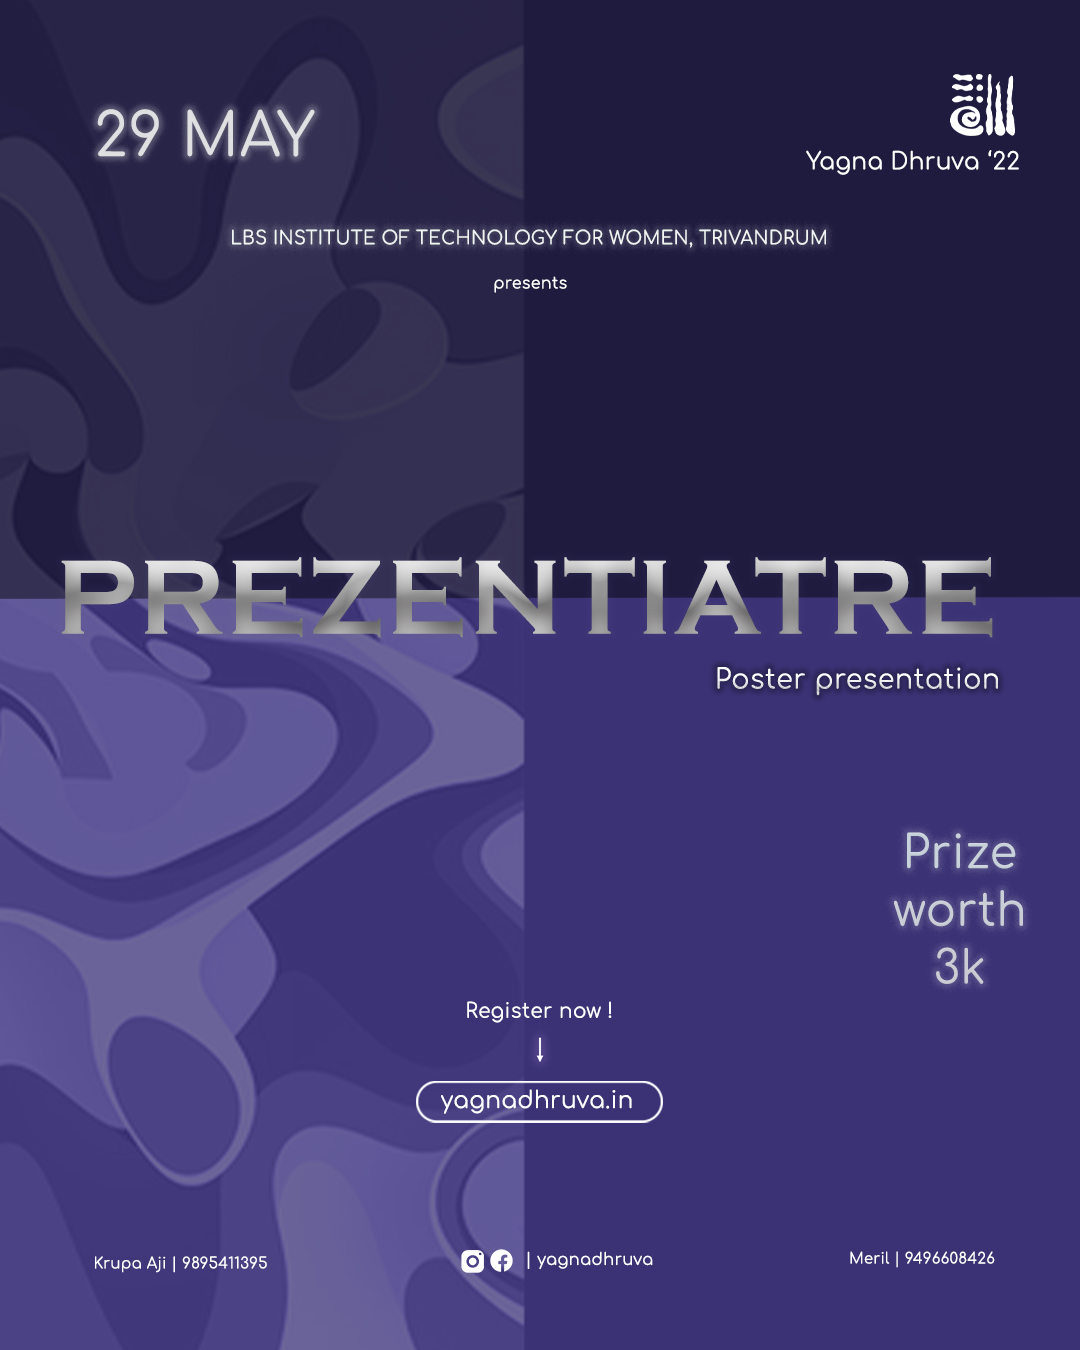 29 MAY
Yagna Dhruva ‘22
LBS INSTITUTE OF TECHNOLOGY FOR WOMEN, TRIVANDRUM
presents
PREZENTIATRE
Poster presentation
Prize
worth
3k
Register now !
yagnadhruva.in
Krupa Aji | 9895411395
| yagnadhruva
Meril | 9496608426